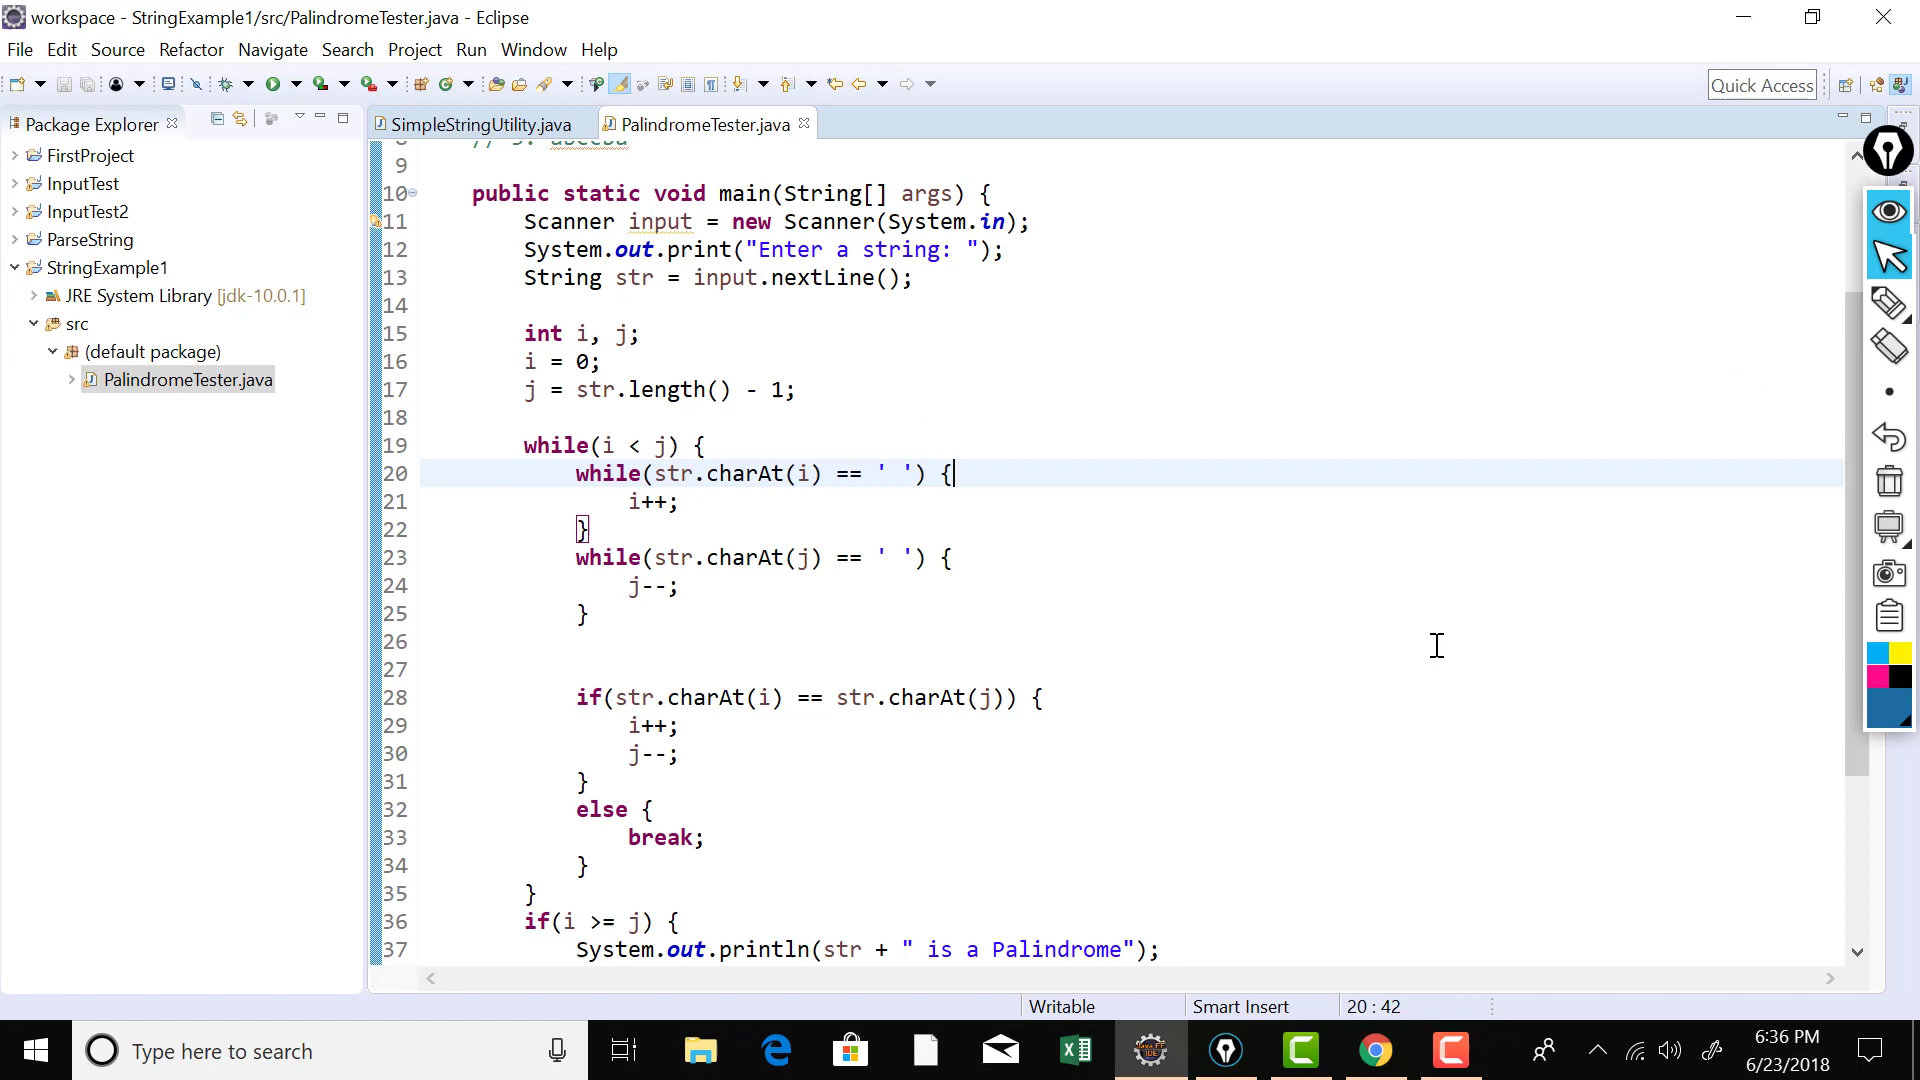 workspace - StringExample1/src/PalindromeTester.java - Eclipse
File Edit Source Refactor Navigate Search Project Run Window Help
Quick Access
Package Explorer
FirstProject
InputTest
InputTest2
ParseString
StringExample1
JRE System Library [jdk-10.0.1]
src
(default package)
PalindromeTester.java
SimpleStringUtility.java PalindromeTester.java
9
10 public static void main(String[] args) {
11 Scanner input = new Scanner(System.in);
12 System.out.print("Enter a string: ");
13 String str = input.nextLine();
14
15 int i, j;
16 i = 0;
17 j = str.length() - 1;
18
19 while(i < j) {
20 while(str.charAt(i) == ' ') {
21 i++;
22 }
23 while(str.charAt(j) == ' ') {
24 j--;
25 }
26
27
28 if(str.charAt(i) == str.charAt(j)) {
29 i++;
30 j--;
31 }
32 else {
33 break;
34 }
35 }
36 if(i >= j) {
37 System.out.println(str + " is a Palindrome");
Writable Smart Insert 20 : 42
Type here to search
6:36 PM
6/23/2018